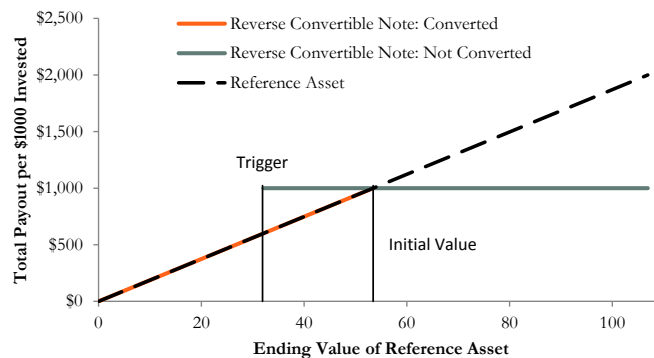 $2,500
$2,000
$1,500
$1,000
$500
$0
Total Payout per $1000 Invested
Reverse Convertible Note: Converted
Reverse Convertible Note: Not Converted
Reference Asset
Trigger
Initial Value
0 20 40 60 80 100
Ending Value of Reference Asset